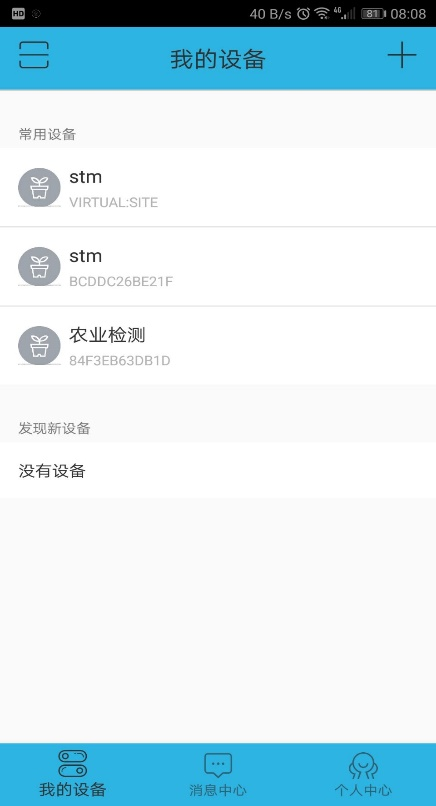 HD 40 B/s 4G 81 08:08
我的设备
常用设备
stm
VIRTUAL:SITE
stm
BCDDC26BE21F
农业检测
84F3EB63DB1D
发现新设备
没有设备
我的设备 消息中心 个人中心